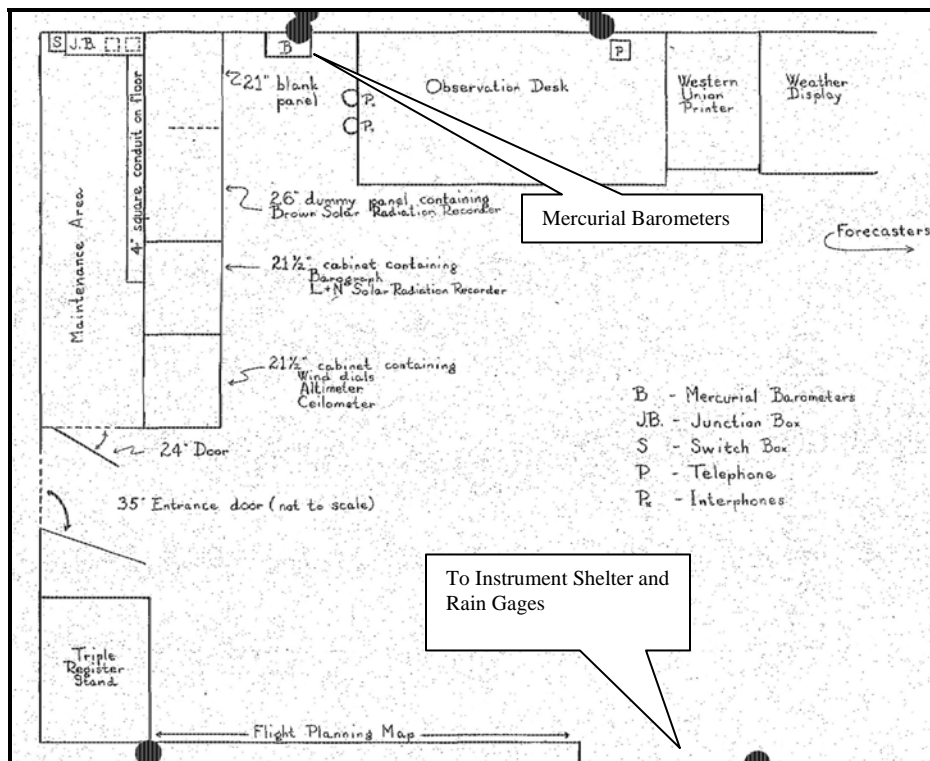 S J.B.
B
P
21" blank
panel
Px
Px
Observation Desk
Western
Union
Printer
Weather
Display
4" square conduit on floor
Maintenance Area
26" dummy panel containing
Brown Solar Radiation Recorder
Mercurial Barometers
Forecasters
21½" cabinet containing
Barograph
L+N Solar Radiation Recorder
21½" cabinet containing
Wind dials
Altimeter
Ceilometer
B - Mercurial Barometers
J.B. - Junction Box
S - Switch Box
P - Telephone
Px - Interphones
24" Door
35" Entrance door (not to scale)
To Instrument Shelter and
Rain Gages
Triple
Register
Stand
Flight Planning Map